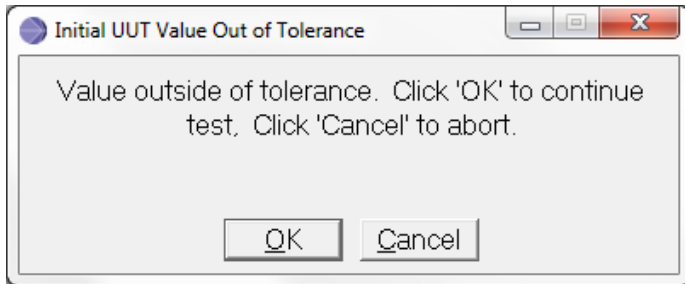 Initial UUT Value Out of Tolerance
Value outside of tolerance.  Click 'OK' to continue
test,  Click 'Cancel' to abort.
OK
Cancel